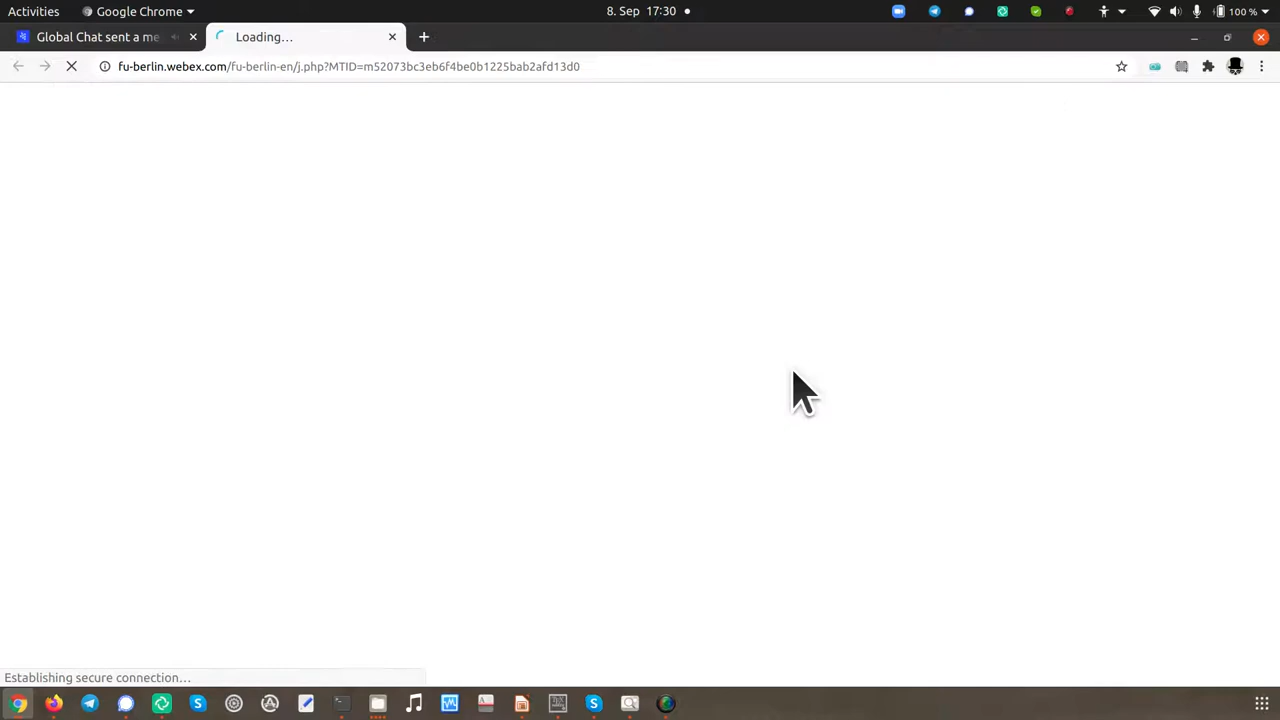 Activities
Google Chrome
8. Sep 17:30
100 %
Global Chat sent a me
Loading…
fu-berlin.webex.com/fu-berlin-en/j.php?MTID=m52073bc3eb6f4be0b1225bab2afd13d0
Establishing secure connection…